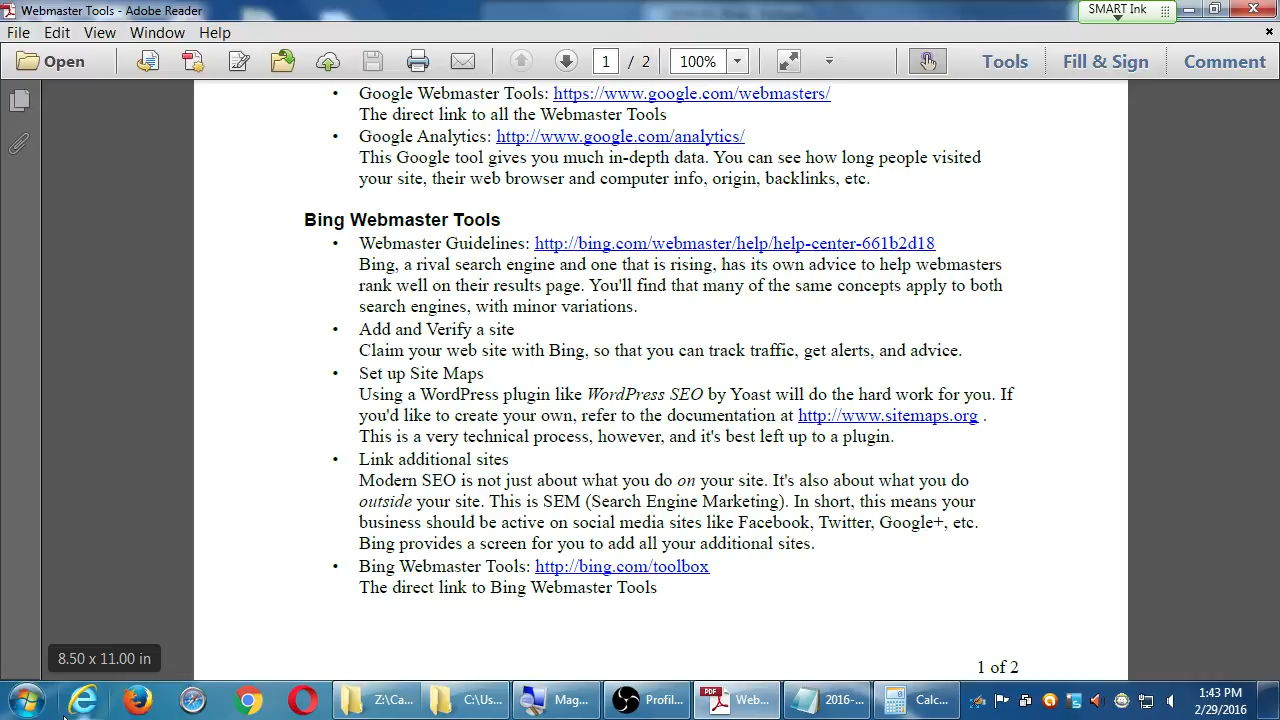 Webmaster Tools - Adobe Reader
SMART Ink
File Edit View Window Help
Open
1 / 2
100%
Tools
Fill & Sign
Comment
• Google Webmaster Tools: https://www.google.com/webmasters/
The direct link to all the Webmaster Tools
• Google Analytics: http://www.google.com/analytics/
This Google tool gives you much in-depth data. You can see how long people visited
your site, their web browser and computer info, origin, backlinks, etc.
Bing Webmaster Tools
• Webmaster Guidelines: http://bing.com/webmaster/help/help-center-661b2d18
Bing, a rival search engine and one that is rising, has its own advice to help webmasters
rank well on their results page. You'll find that many of the same concepts apply to both
search engines, with minor variations.
• Add and Verify a site
Claim your web site with Bing, so that you can track traffic, get alerts, and advice.
• Set up Site Maps
Using a WordPress plugin like WordPress SEO by Yoast will do the hard work for you. If
you'd like to create your own, refer to the documentation at http://www.sitemaps.org .
This is a very technical process, however, and it's best left up to a plugin.
• Link additional sites
Modern SEO is not just about what you do on your site. It's also about what you do
outside your site. This is SEM (Search Engine Marketing). In short, this means your
business should be active on social media sites like Facebook, Twitter, Google+, etc.
Bing provides a screen for you to add all your additional sites.
• Bing Webmaster Tools: http://bing.com/toolbox
The direct link to Bing Webmaster Tools
8.50 x 11.00 in
1 of 2
Z:\Ca...
C:\Us...
Mag...
Profil...
PDF
Web...
2016-...
Calc...
1:43 PM
2/29/2016